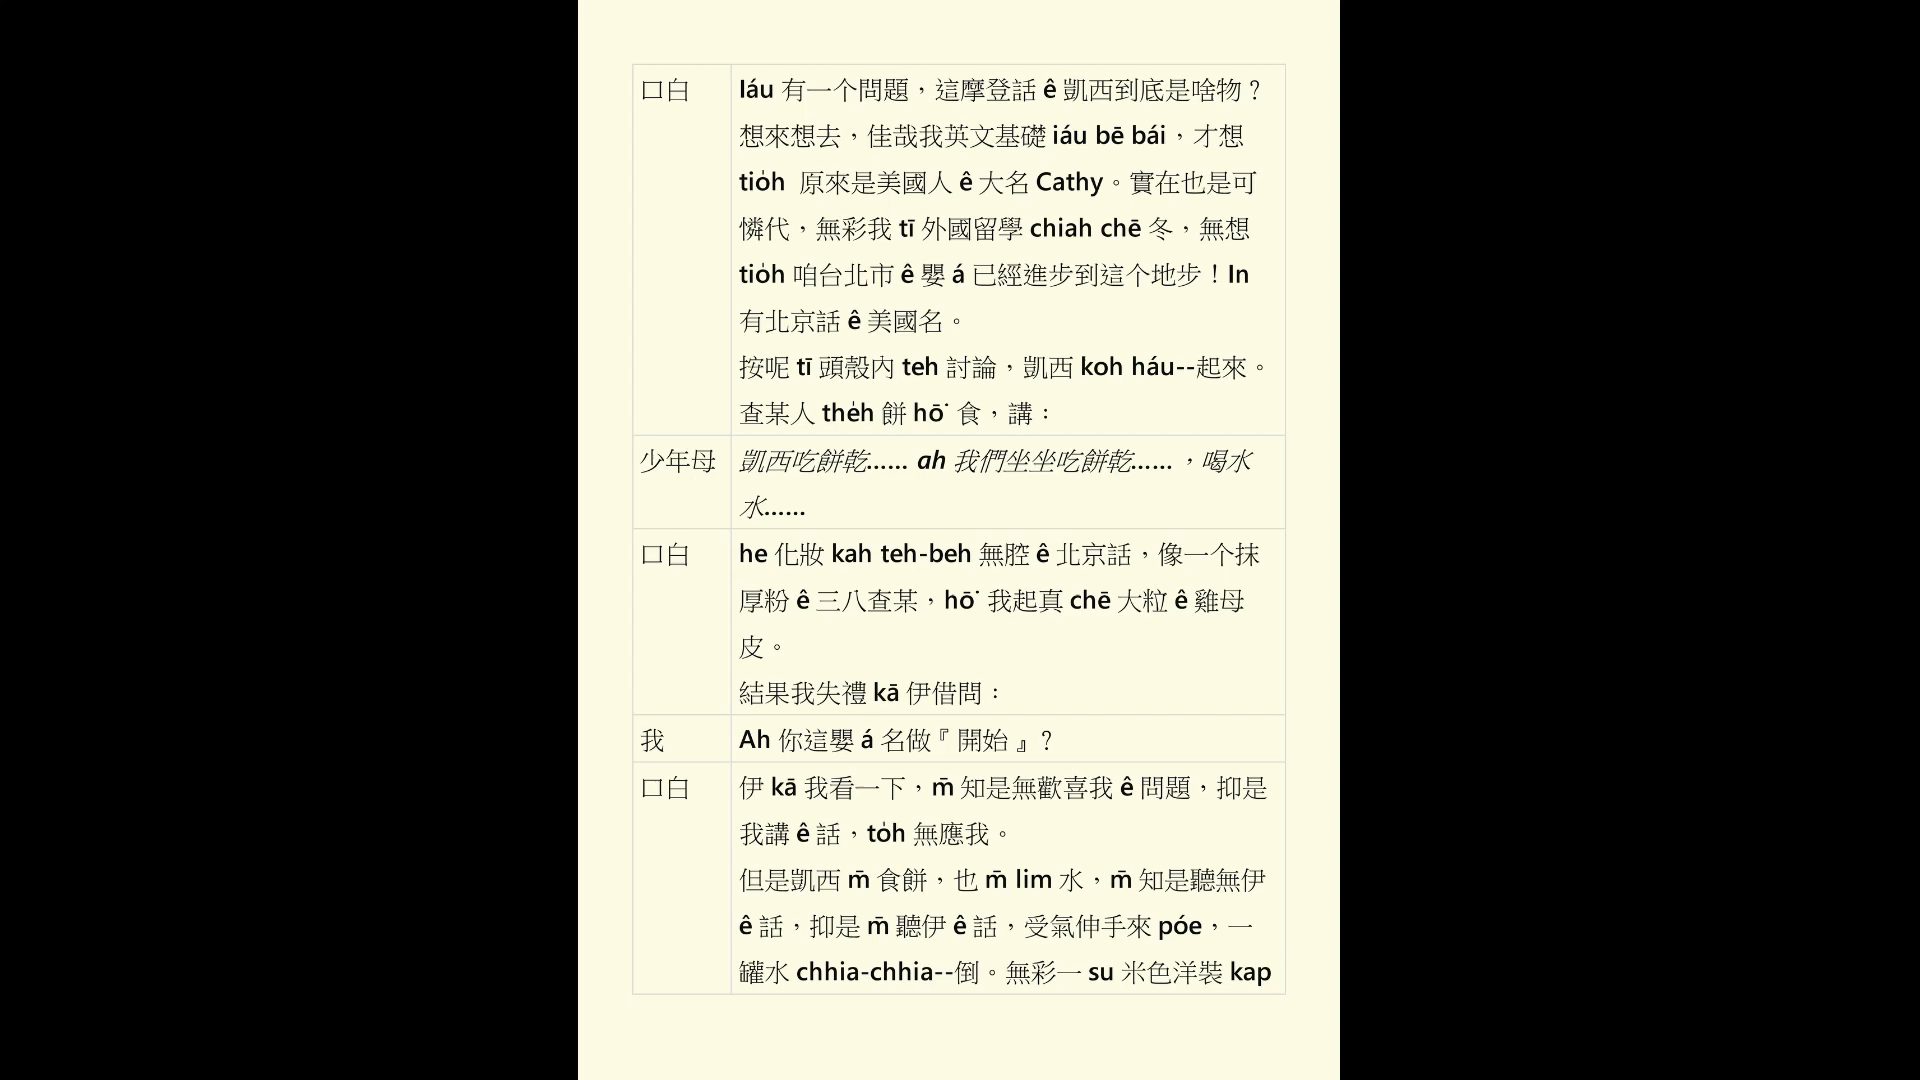 口白
Iáu 有一个問題，這摩登話 ê 凱西到底是啥物？
想來想去，佳哉我英文基礎 iáu bē bái，才想
tio̍h 原來是美國人 ê 大名 Cathy。實在也是可
憐代，無彩我 tī 外國留學 chiah chē 冬，無想
tio̍h 咱台北市 ê 嬰 á 已經進步到這个地步！In
有北京話 ê 美國名。
按呢 tī 頭殼內 teh 討論，凱西 koh háu--起來。
查某人 the̍h 餅 hō͘ 食，講：
少年母
凱西吃餅乾…… ah 我們坐坐吃餅乾……，喝水
水……
口白
he 化妝 kah teh-beh 無腔 ê 北京話，像一个抹
厚粉 ê 三八查某，hō͘ 我起真 chē 大粒 ê 雞母
皮。
結果我失禮 kā 伊借問：
我
Ah 你這嬰 á 名做『 開始 』？
口白
伊 kā 我看一下，m̄ 知是無歡喜我 ê 問題，抑是
我講 ê 話，to̍h 無應我。
但是凱西 m̄ 食餅，也 m̄ lim 水，m̄ 知是聽無伊
ê 話，抑是 m̄ 聽伊 ê 話，受氣伸手來 póe，一
罐水 chhia-chhia--倒。無彩一 su 米色洋裝 kap